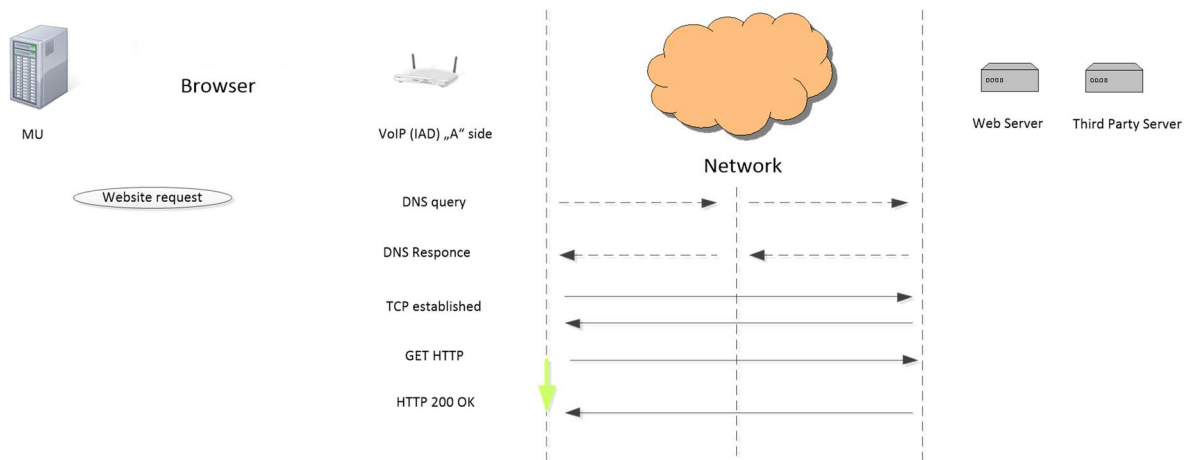 Browser
MU
VoIP (IAD) „A“ side
Network
Web Server
Third Party Server
Website request
DNS query
DNS Responce
TCP established
GET HTTP
HTTP 200 OK